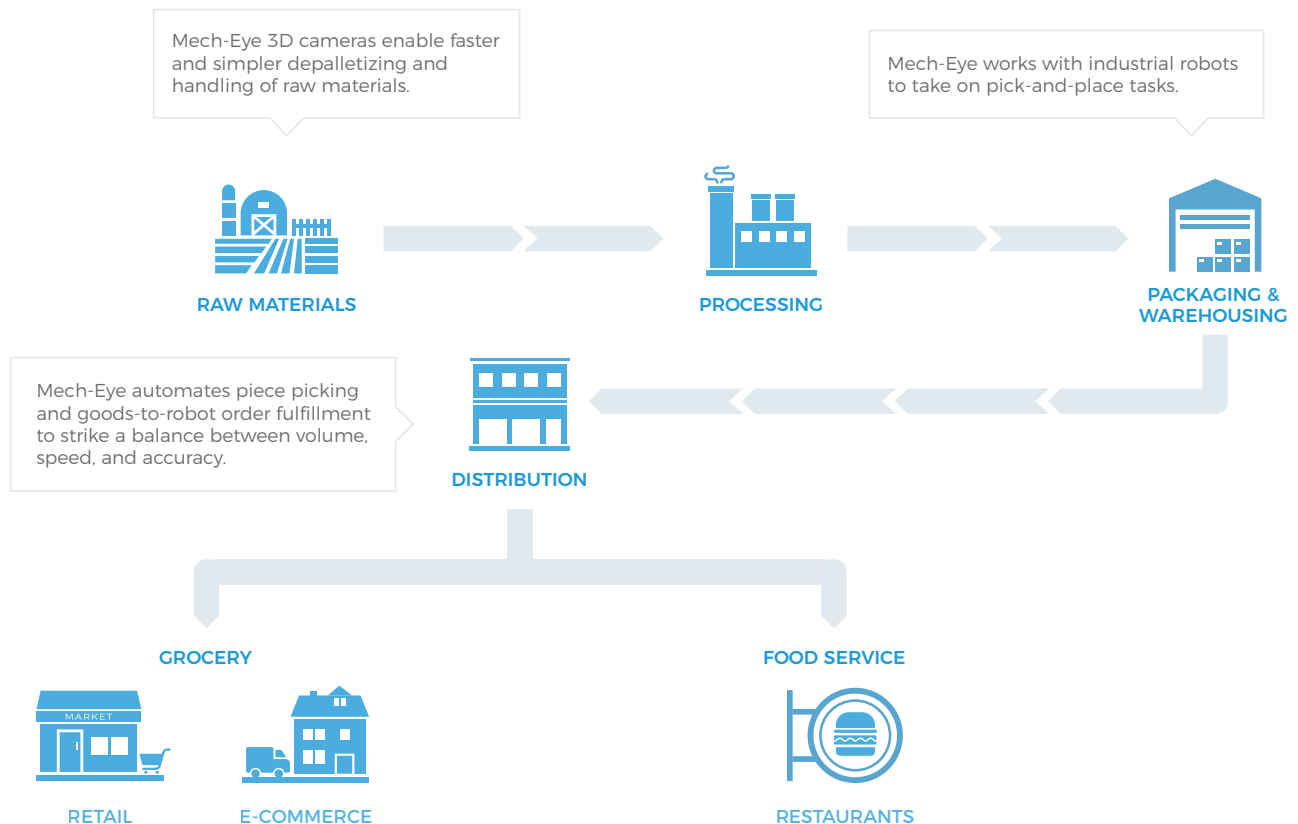 Mech-Eye 3D cameras enable faster
and simpler depalletizing and
handling of raw materials.
Mech-Eye works with industrial robots
to take on pick-and-place tasks.
RAW MATERIALS
PROCESSING
PACKAGING &
WAREHOUSING
Mech-Eye automates piece picking
and goods-to-robot order fulfillment
to strike a balance between volume,
speed, and accuracy.
DISTRIBUTION
GROCERY
FOOD SERVICE
MARKET
RETAIL
E-COMMERCE
RESTAURANTS